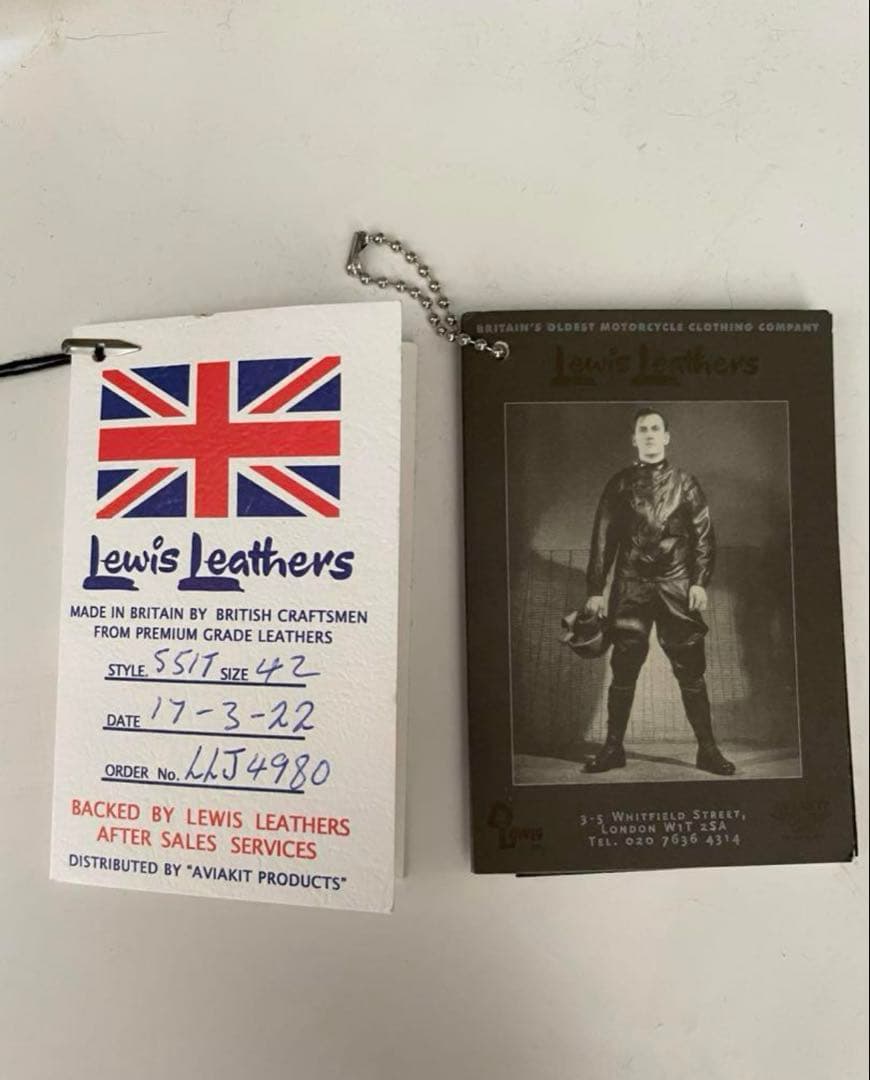 Lewis Leathers
MADE IN BRITAIN BY BRITISH CRAFTSMEN
FROM PREMIUM GRADE LEATHERS
STYLE. 551T SIZE 42
DATE 17-3-22
ORDER No. LLJ4980
BACKED BY LEWIS LEATHERS
AFTER SALES SERVICES
DISTRIBUTED BY "AVIAKIT PRODUCTS"
BRITAIN'S OLDEST MOTORCYCLE CLOTHING COMPANY
Lewis Leathers
Lewis
3-5 WHITFIELD STREET,
LONDON W1T 2SA
TEL. 020 7636 4314